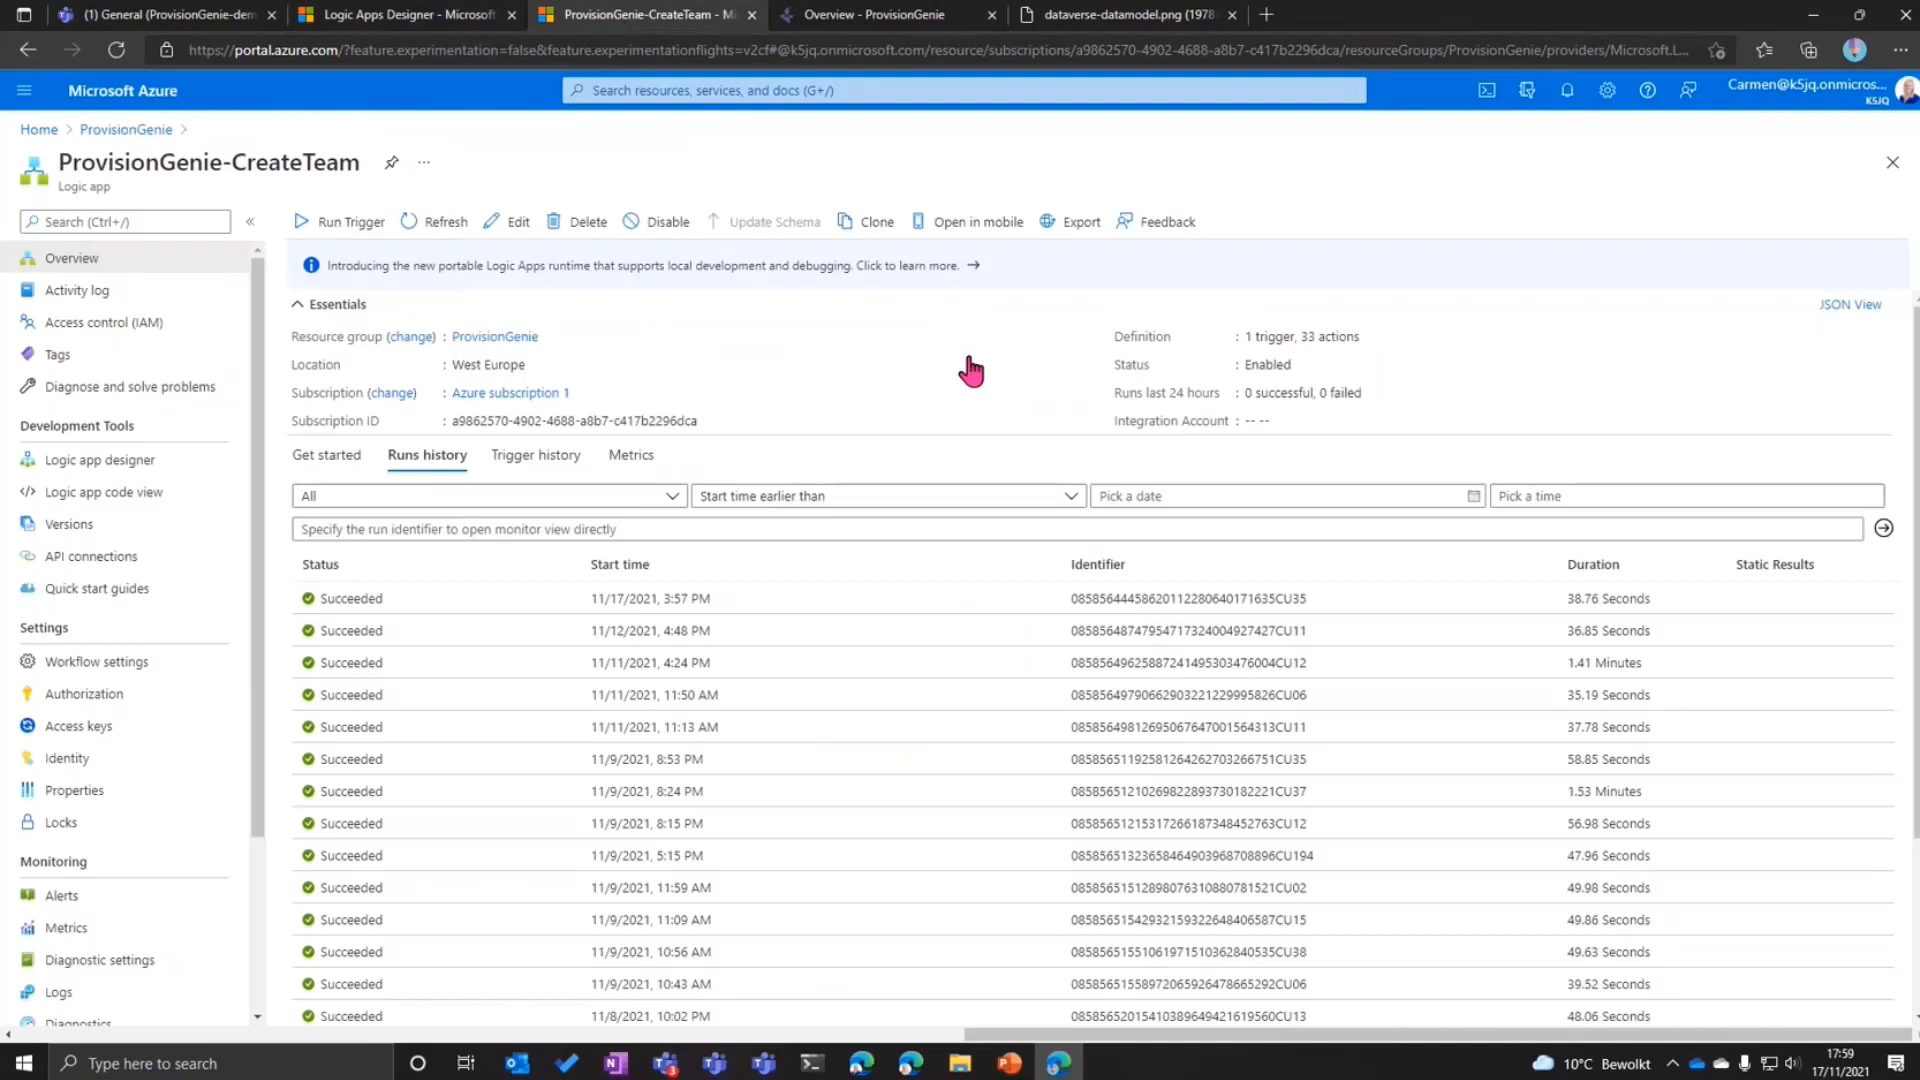 (1) General (ProvisionGenie-dem
Logic Apps Designer - Microsoft
ProvisionGenie-CreateTeam - Mi
Overview - ProvisionGenie
dataverse-datamodel.png (1978
https://portal.azure.com/?feature.experimentation=false&feature.experimentationflights=v2cf#@k5jq.onmicrosoft.com/resource/subscriptions/a9862570-4902-4688-a8b7-c417b2296dca/resourceGroups/ProvisionGenie/providers/Microsoft.L...
Microsoft Azure
Search resources, services, and docs (G+/)
Carmen@k5jq.onmicros...
K5JQ
Home > ProvisionGenie >
ProvisionGenie-CreateTeam
Logic app
Search (Ctrl+/)
Run Trigger Refresh Edit Delete Disable Update Schema Clone Open in mobile Export Feedback
Introducing the new portable Logic Apps runtime that supports local development and debugging. Click to learn more. →
Overview
Activity log
Access control (IAM)
Tags
Diagnose and solve problems
Development Tools
Logic app designer
Logic app code view
Versions
API connections
Quick start guides
Settings
Workflow settings
Authorization
Access keys
Identity
Properties
Locks
Monitoring
Alerts
Metrics
Diagnostic settings
Logs
Diagnostics
Essentials
JSON View
Resource group (change) : ProvisionGenie
Location : West Europe
Subscription (change) : Azure subscription 1
Subscription ID : a9862570-4902-4688-a8b7-c417b2296dca
Definition : 1 trigger, 33 actions
Status : Enabled
Runs last 24 hours : 0 successful, 0 failed
Integration Account : -- --
Get started Runs history Trigger history Metrics
All Start time earlier than Pick a date Pick a time
Specify the run identifier to open monitor view directly
Status Start time Identifier Duration Static Results
Succeeded 11/17/2021, 3:57 PM 08585644458620112280640171635CU35 38.76 Seconds
Succeeded 11/12/2021, 4:48 PM 08585648747954717324004927427CU11 36.85 Seconds
Succeeded 11/11/2021, 4:24 PM 08585649625887241495303476004CU12 1.41 Minutes
Succeeded 11/11/2021, 11:50 AM 08585649790662903221229995826CU06 35.19 Seconds
Succeeded 11/11/2021, 11:13 AM 08585649812695067647001564313CU11 37.78 Seconds
Succeeded 11/9/2021, 8:53 PM 08585651192581264262703266751CU35 58.85 Seconds
Succeeded 11/9/2021, 8:24 PM 08585651210269822893730182221CU37 1.53 Minutes
Succeeded 11/9/2021, 8:15 PM 08585651215317266187348452763CU12 56.98 Seconds
Succeeded 11/9/2021, 5:15 PM 08585651323658464903968708896CU194 47.96 Seconds
Succeeded 11/9/2021, 11:59 AM 08585651512898076310880781521CU02 49.98 Seconds
Succeeded 11/9/2021, 11:09 AM 08585651542932159322648406587CU15 49.86 Seconds
Succeeded 11/9/2021, 10:56 AM 08585651551061971510362840535CU38 49.63 Seconds
Succeeded 11/9/2021, 10:43 AM 08585651558972065926478665292CU06 39.52 Seconds
Succeeded 11/8/2021, 10:02 PM 08585652015410389649421619560CU13 48.06 Seconds
Type here to search
10°C Bewolkt
17:59
17/11/2021